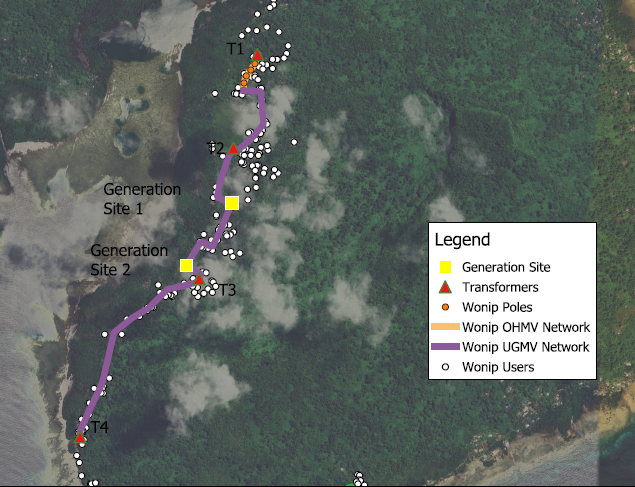 T1
T2
Generation
Site 1
Generation
Site 2
T3
T4
Legend
Generation Site
Transformers
Wonip Poles
Wonip OHMV Network
Wonip UGMV Network
Wonip Users